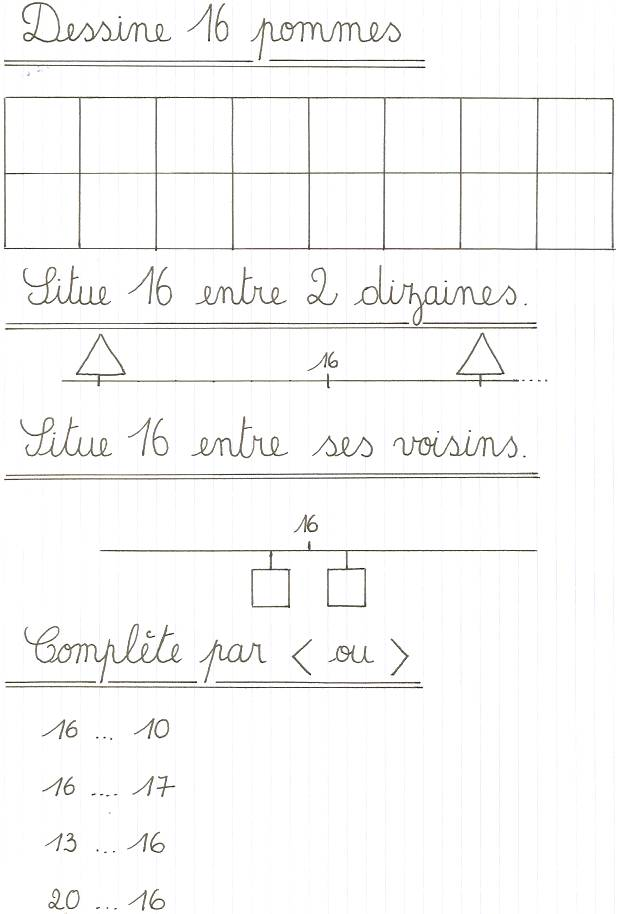 Dessine 16 pommes
Situe 16 entre 2 dizaines.
16
Situe 16 entre ses voisins.
16
Complète par < ou >
16 ... 10
16 .... 17
13 ... 16
20 ... 16